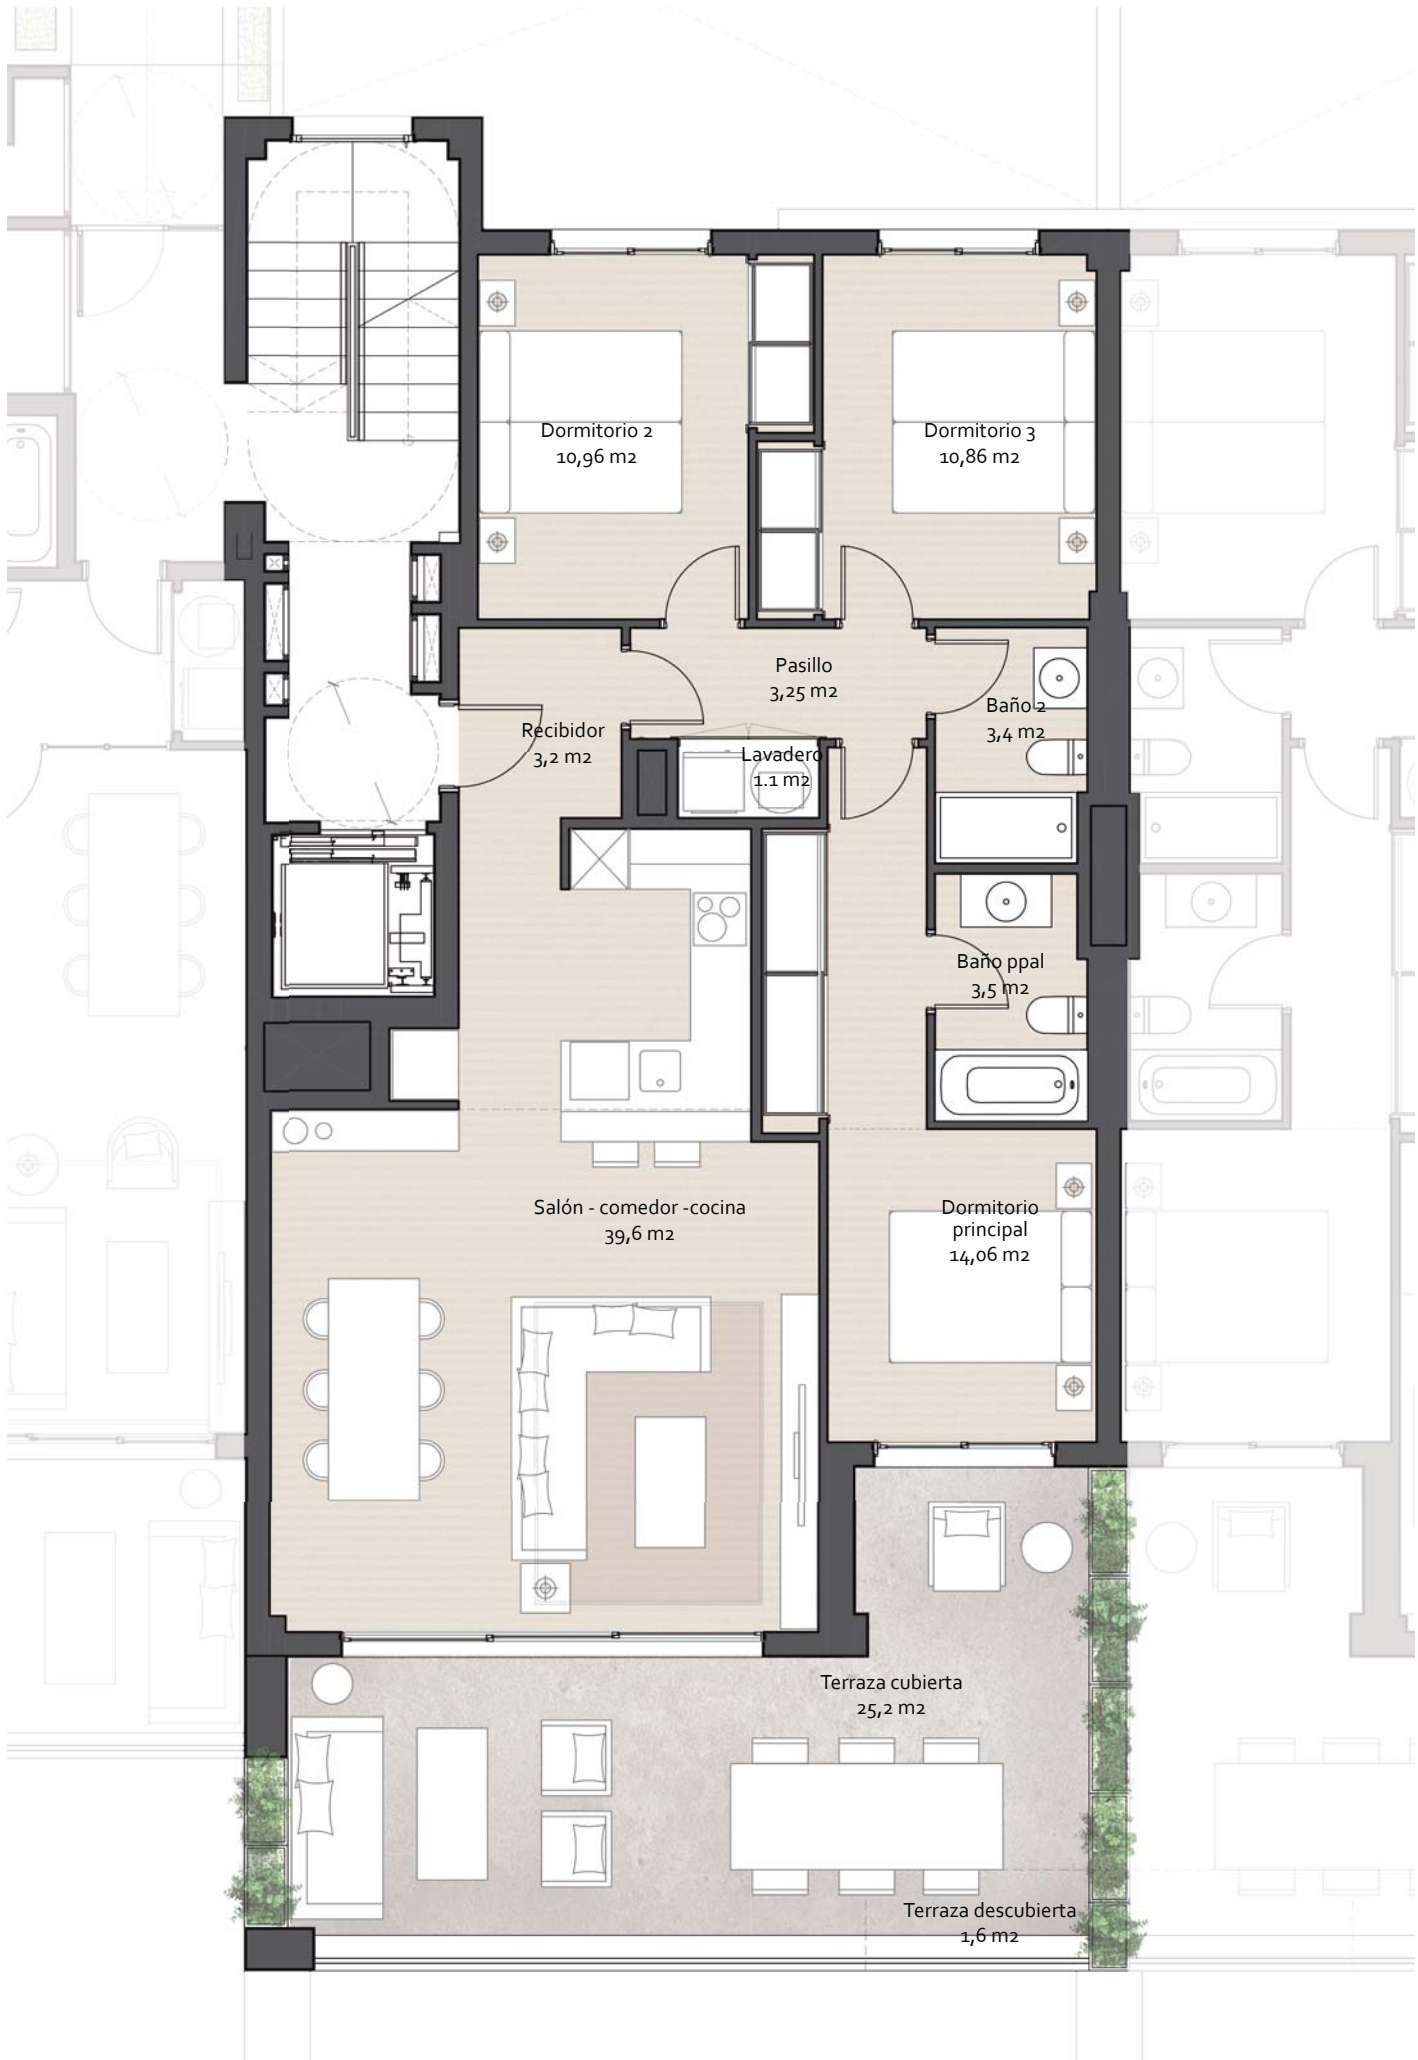 Dormitorio 2
10,96 m2
Dormitorio 3
10,86 m2
Pasillo
3,25 m2
Recibidor
3,2 m2
Baño 2
3,4 m2
Lavadero
1.1 m2
Baño ppal
3,5 m2
Salón - comedor -cocina
39,6 m2
Dormitorio
principal
14,06 m2
Terraza cubierta
25,2 m2
Terraza descubierta
1,6 m2